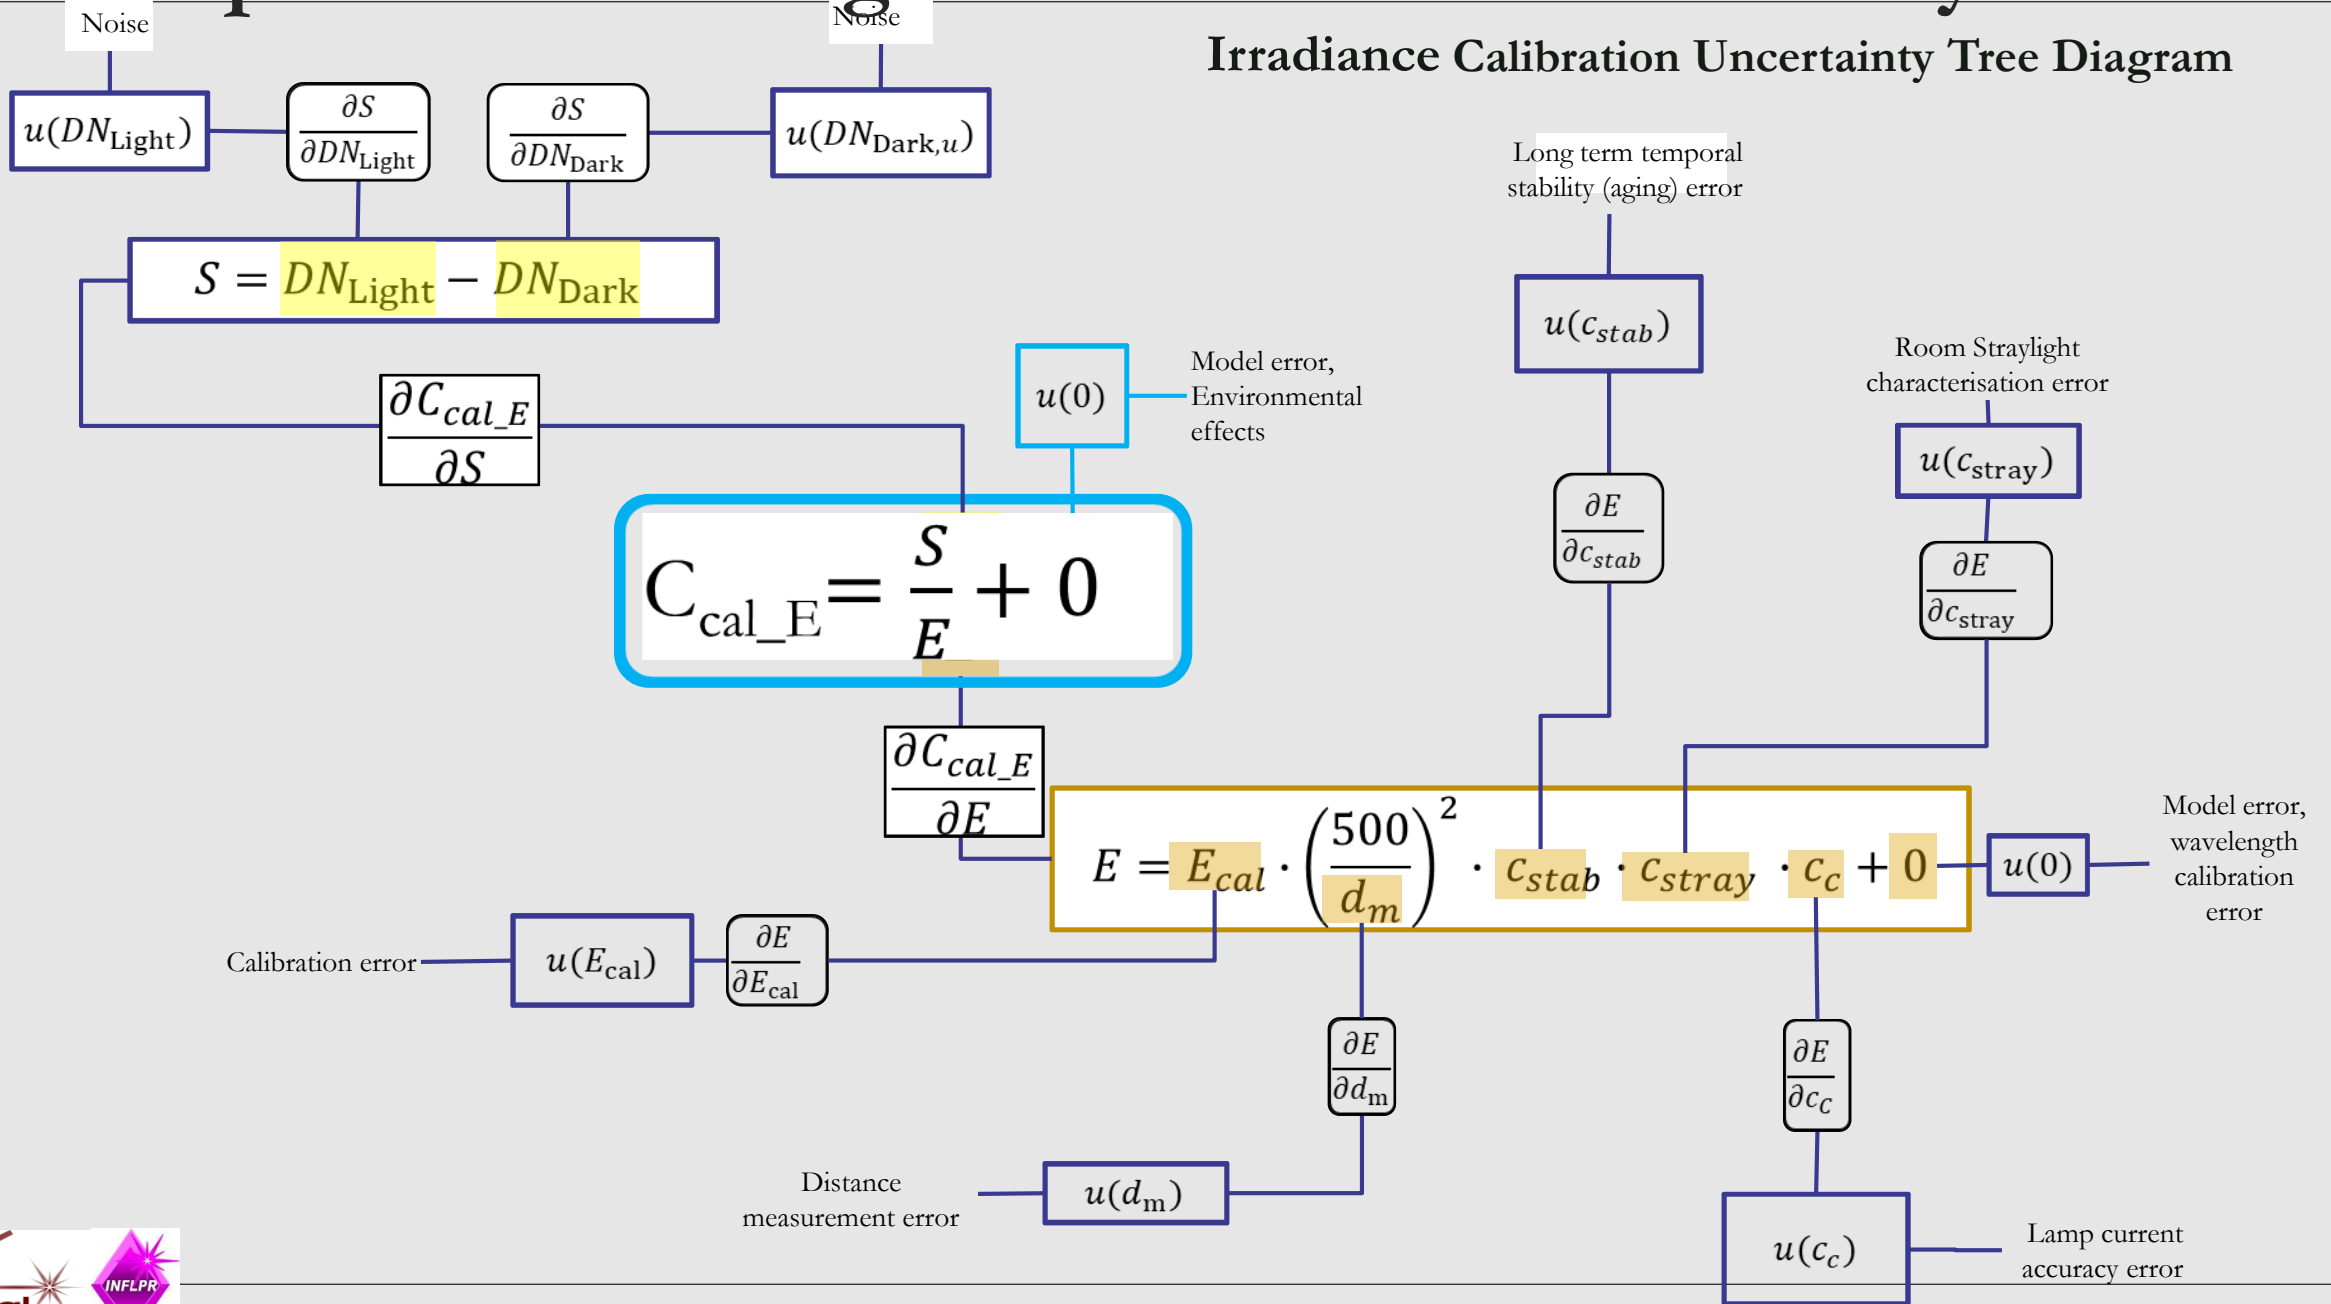 Irradiance Calibration Uncertainty Tree Diagram
Noise
Noise
u(DN_Light)
∂S/∂DN_Light
∂S/∂DN_Dark
u(DN_Dark,u)
S = DN_Light − DN_Dark
∂C_cal_E/∂S
u(0)
Model error,
Environmental
effects
C_cal_E = S/E + 0
∂C_cal_E/∂E
Long term temporal
stability (aging) error
u(c_stab)
∂E/∂c_stab
Room Straylight
characterisation error
u(c_stray)
∂E/∂c_stray
E = E_cal · (500/d_m)² · c_stab · c_stray · c_c + 0
u(0)
Model error,
wavelength
calibration
error
Calibration error
u(E_cal)
∂E/∂E_cal
∂E/∂d_m
Distance
measurement error
u(d_m)
∂E/∂c_C
u(c_c)
Lamp current
accuracy error
INFLPR